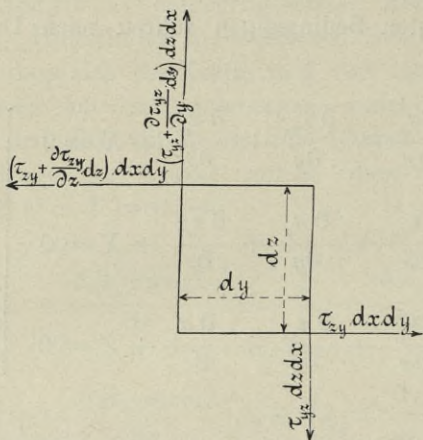 (τ_yz + ∂τ_yz/∂y dy) dz dx
(τ_zy + ∂τ_zy/∂z dz) dx dy
dz
dy
τ_zy dx dy
τ_yz dz dx